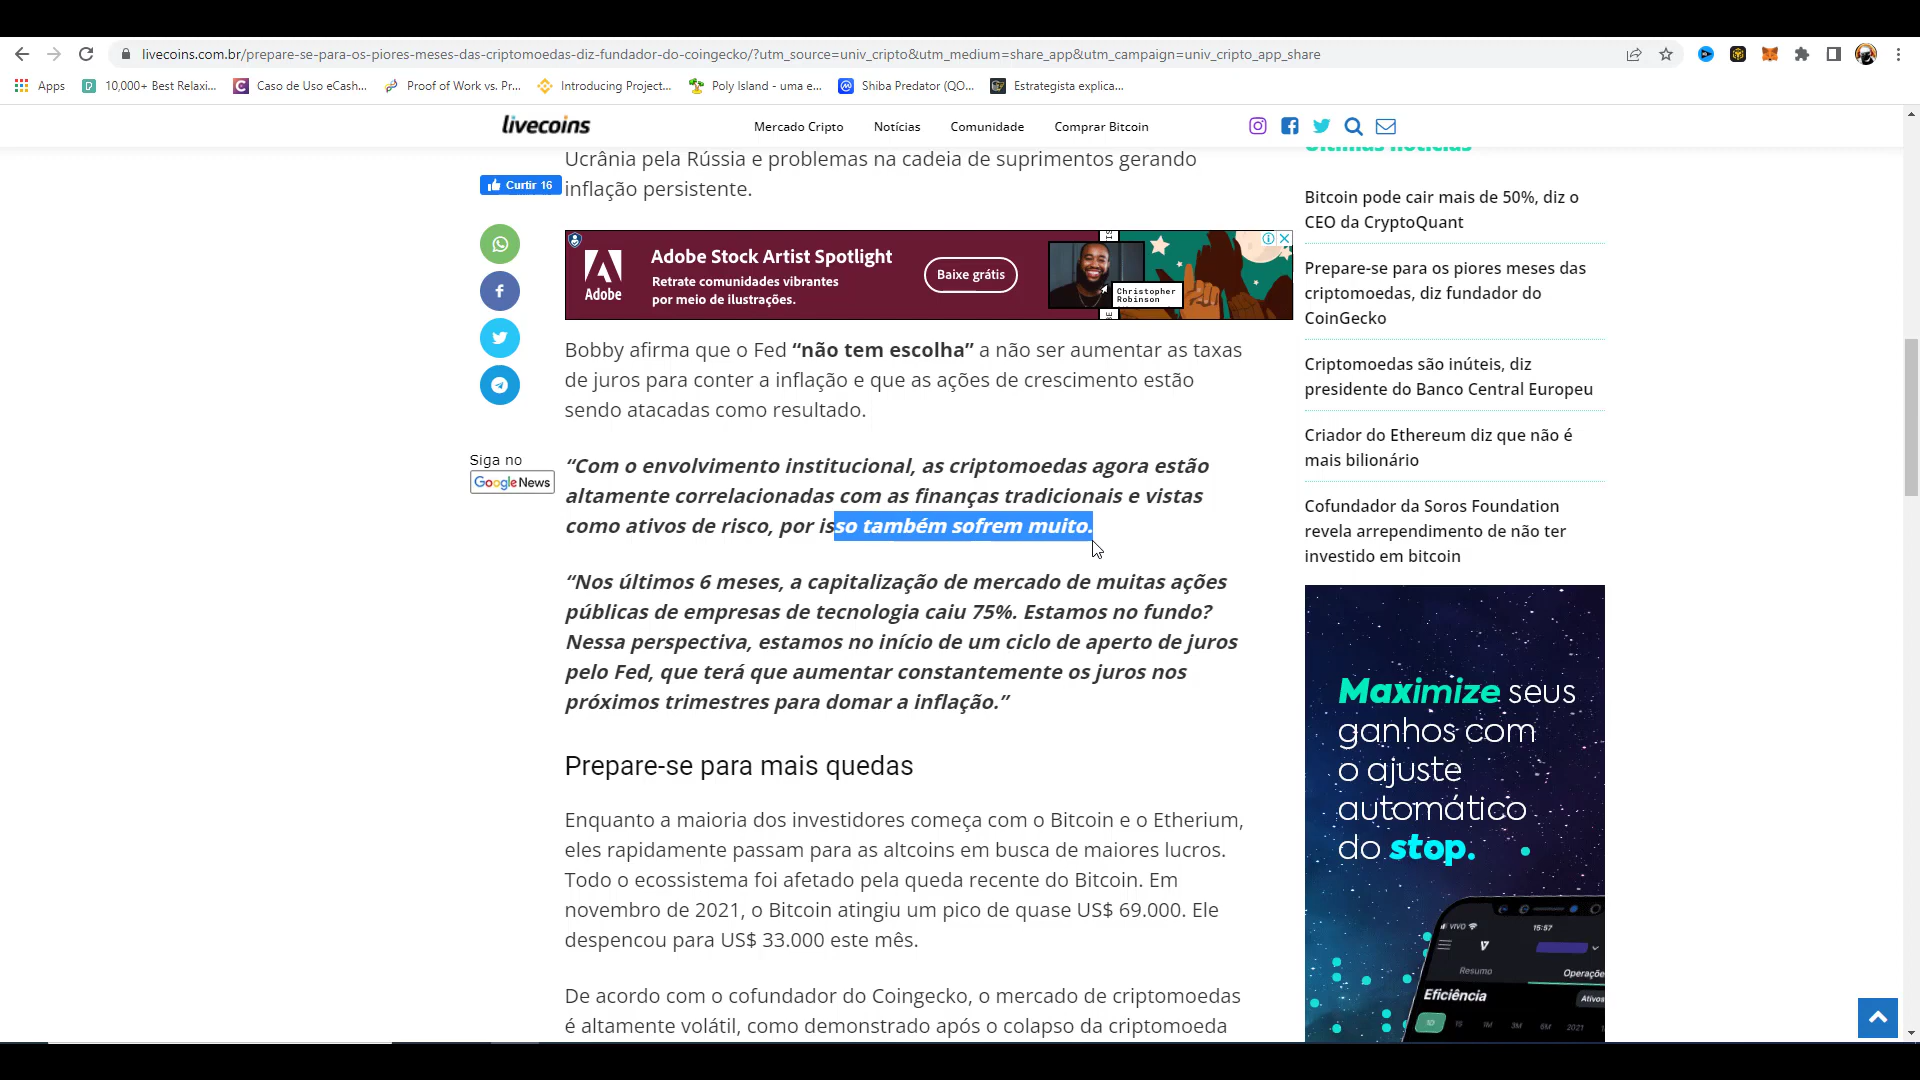 livecoins.com.br/prepare-se-para-os-piores-meses-das-criptomoedas-diz-fundador-do-coingecko/?utm_source=univ_cripto&utm_medium=share_app&utm_campaign=univ_cripto_app_share
Apps
10,000+ Best Relaxi...
Caso de Uso eCash...
Proof of Work vs. Pr...
Introducing Project...
Poly Island - uma e...
Shiba Predator (QO...
Estrategista explica...
livecoins
Mercado Cripto
Notícias
Comunidade
Comprar Bitcoin
Ucrânia pela Rússia e problemas na cadeia de suprimentos gerando
inflação persistente.
Curtir 16
Adobe
Adobe Stock Artist Spotlight
Retrate comunidades vibrantes
por meio de ilustrações.
Baixe grátis
Christopher
Robinson
Bobby afirma que o Fed “não tem escolha” a não ser aumentar as taxas
de juros para conter a inflação e que as ações de crescimento estão
sendo atacadas como resultado.
Siga no
Google News
“Com o envolvimento institucional, as criptomoedas agora estão
altamente correlacionadas com as finanças tradicionais e vistas
como ativos de risco, por isso também sofrem muito.
“Nos últimos 6 meses, a capitalização de mercado de muitas ações
públicas de empresas de tecnologia caiu 75%. Estamos no fundo?
Nessa perspectiva, estamos no início de um ciclo de aperto de juros
pelo Fed, que terá que aumentar constantemente os juros nos
próximos trimestres para domar a inflação.”
Prepare-se para mais quedas
Enquanto a maioria dos investidores começa com o Bitcoin e o Etherium,
eles rapidamente passam para as altcoins em busca de maiores lucros.
Todo o ecossistema foi afetado pela queda recente do Bitcoin. Em
novembro de 2021, o Bitcoin atingiu um pico de quase US$ 69.000. Ele
despencou para US$ 33.000 este mês.
De acordo com o cofundador do Coingecko, o mercado de criptomoedas
é altamente volátil, como demonstrado após o colapso da criptomoeda
Últimas notícias
Bitcoin pode cair mais de 50%, diz o
CEO da CryptoQuant
Prepare-se para os piores meses das
criptomoedas, diz fundador do
CoinGecko
Criptomoedas são inúteis, diz
presidente do Banco Central Europeu
Criador do Ethereum diz que não é
mais bilionário
Cofundador da Soros Foundation
revela arrependimento de não ter
investido em bitcoin
Maximize seus
ganhos com
o ajuste
automático
do stop.
VIVO
15:57
Resumo
Operaçõe
Eficiência
Ativos
1D
1S
1M
3M
6M
2021